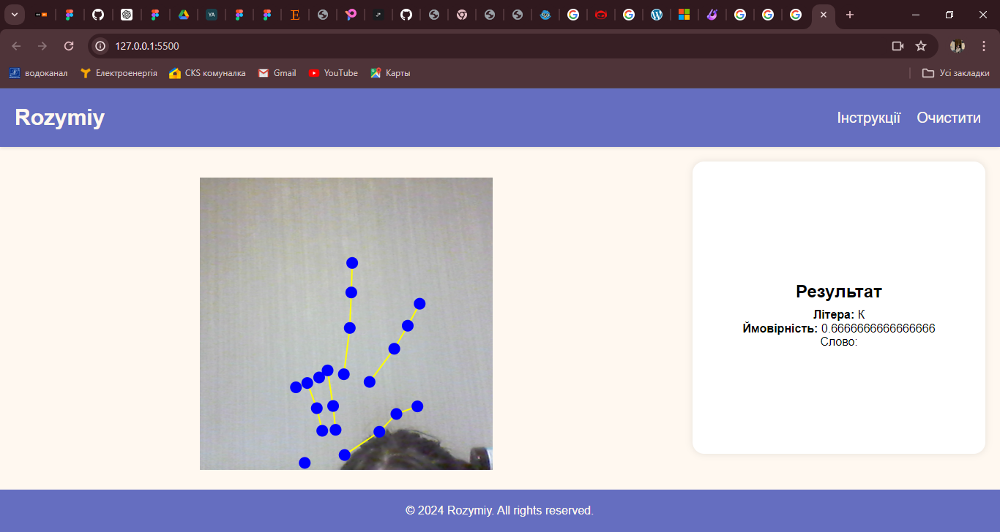 YA
J*
127.0.0.1:5500
водоканал
Електроенергія
CKS комуналка
Gmail
YouTube
Карты
Усі закладки
Rozymiy
Інструкції
Очистити
Результат
Літера: К
Ймовірність: 0.6666666666666666
Слово:
© 2024 Rozymiy. All rights reserved.